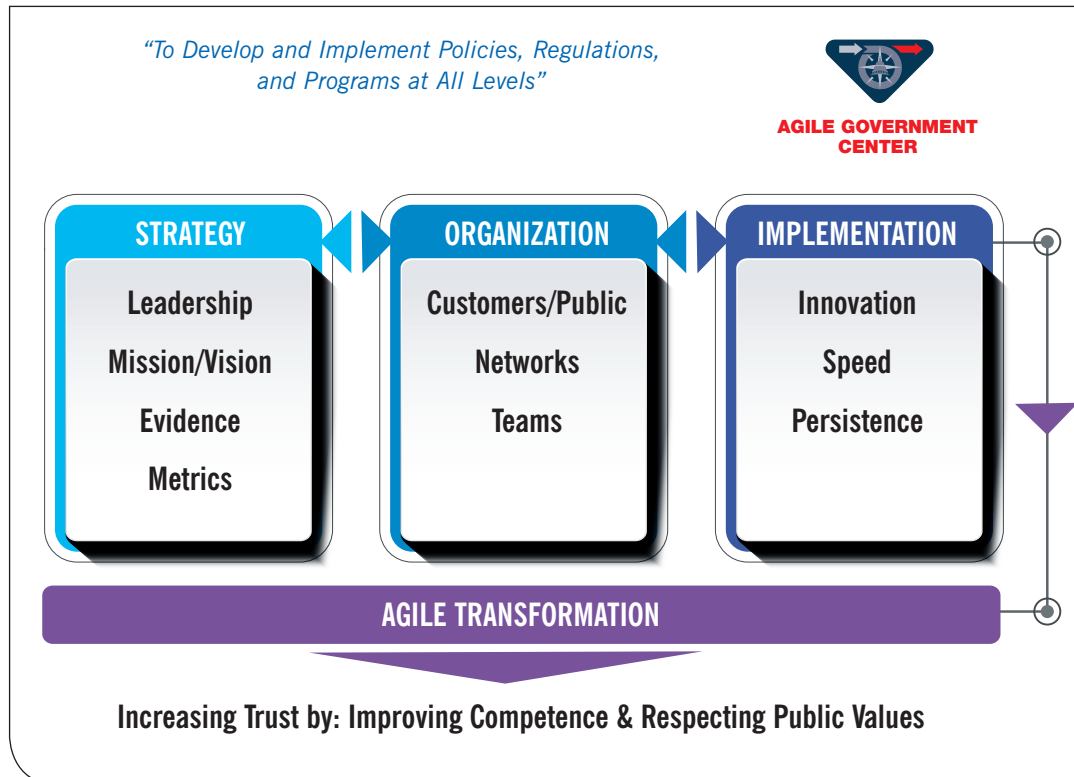 “To Develop and Implement Policies, Regulations,
and Programs at All Levels”
AGILE GOVERNMENT
CENTER
STRATEGY
Leadership
Mission/Vision
Evidence
Metrics
ORGANIZATION
Customers/Public
Networks
Teams
IMPLEMENTATION
Innovation
Speed
Persistence
AGILE TRANSFORMATION
Increasing Trust by: Improving Competence & Respecting Public Values